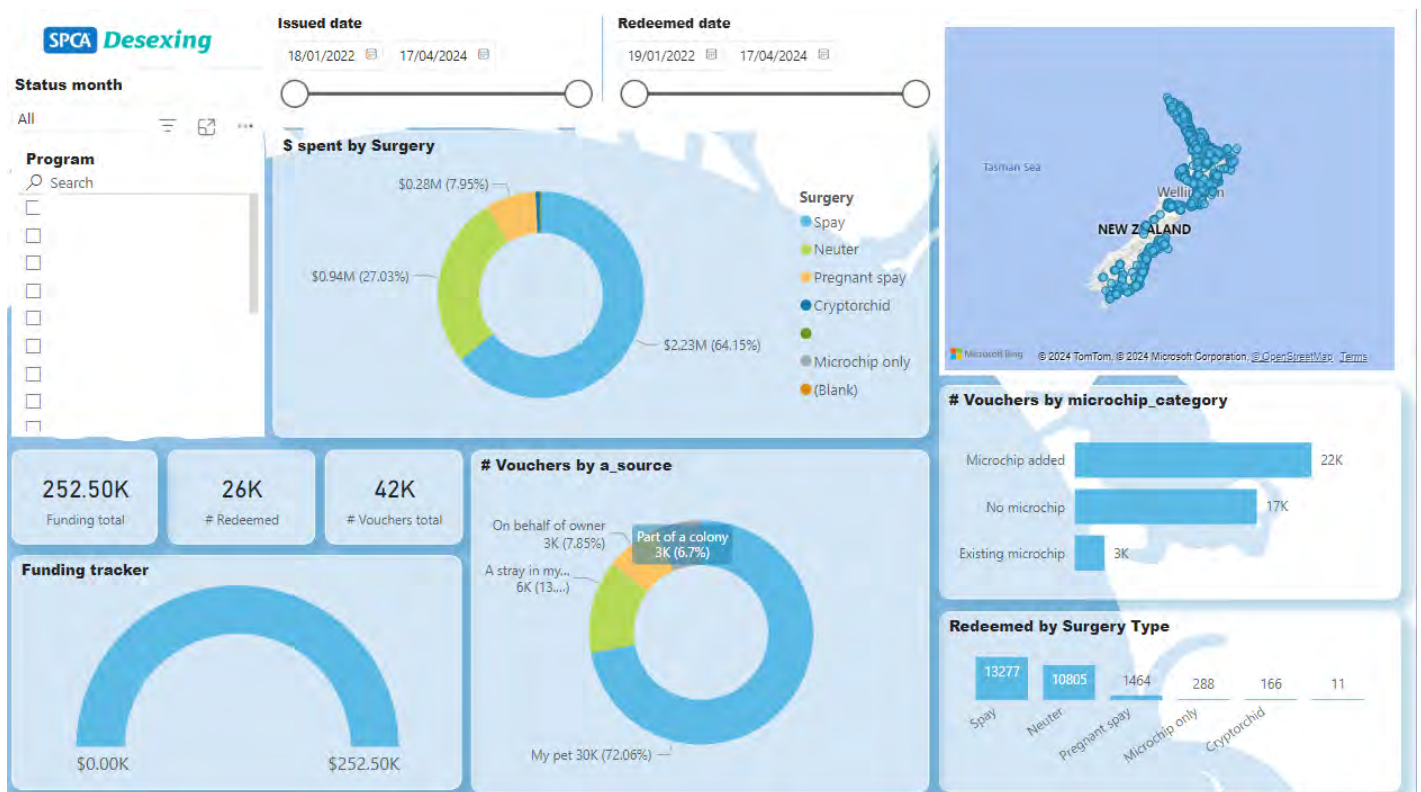 SPCA Desexing
Issued date
18/01/2022 17/04/2024
Redeemed date
19/01/2022 17/04/2024
Status month
All
Program
Search
$ spent by Surgery
$0.28M (7.95%)
$0.94M (27.03%)
$2.23M (64.15%)
Surgery
Spay
Neuter
Pregnant spay
Cryptorchid
Microchip only
(Blank)
Tasman Sea
Wellington
NEW ZEALAND
Microsoft Bing © 2024 TomTom, © 2024 Microsoft Corporation, © OpenStreetMap Terms
252.50K
Funding total
26K
# Redeemed
42K
# Vouchers total
Funding tracker
$0.00K
$252.50K
# Vouchers by a_source
On behalf of owner
3K (7.85%)
Part of a colony
3K (6.7%)
A stray in my...
6K (13....)
My pet 30K (72.06%)
# Vouchers by microchip_category
Microchip added 22K
No microchip 17K
Existing microchip 3K
Redeemed by Surgery Type
13277 10805 1464 288 166 11
Spay Neuter Pregnant spay Microchip only Cryptorchid